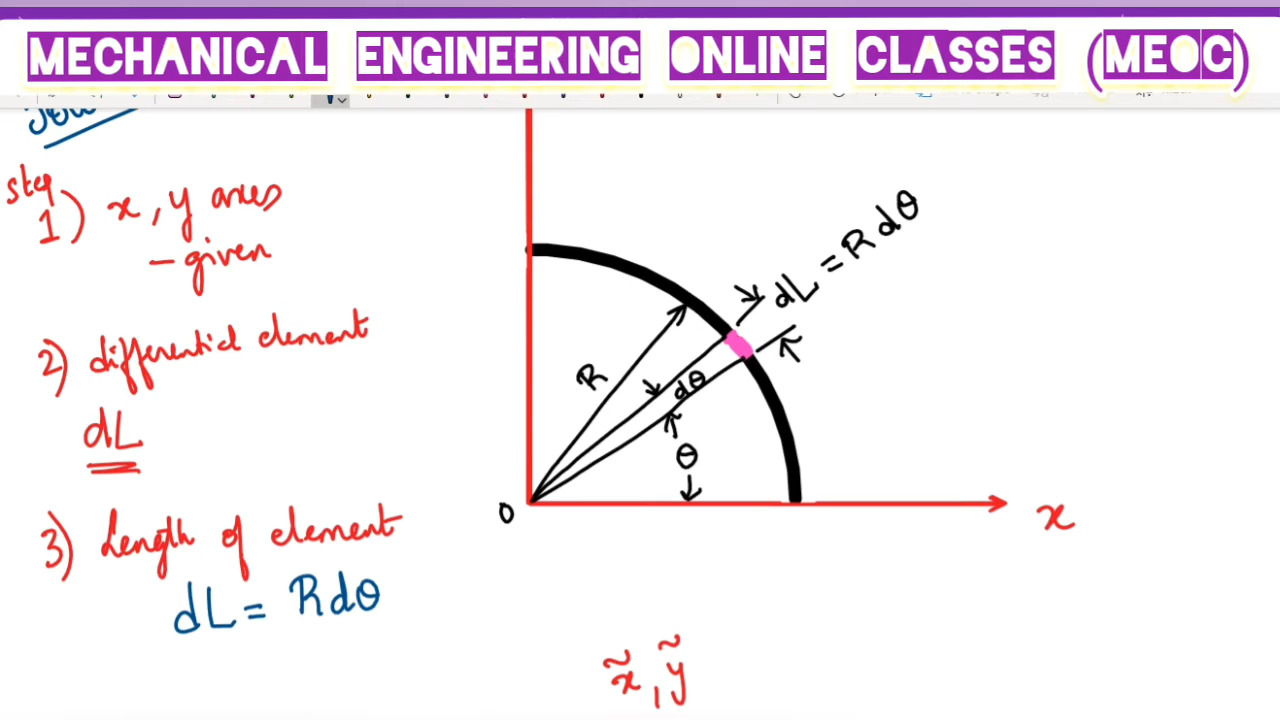 MECHANICAL ENGINEERING ONLINE CLASSES (MEOC)
step
1) x, y axes
- given
2) differential element
dL
3) Length of element
dL = Rdθ
dL = R dθ
R
dθ
θ
O
x
x̃, ỹ